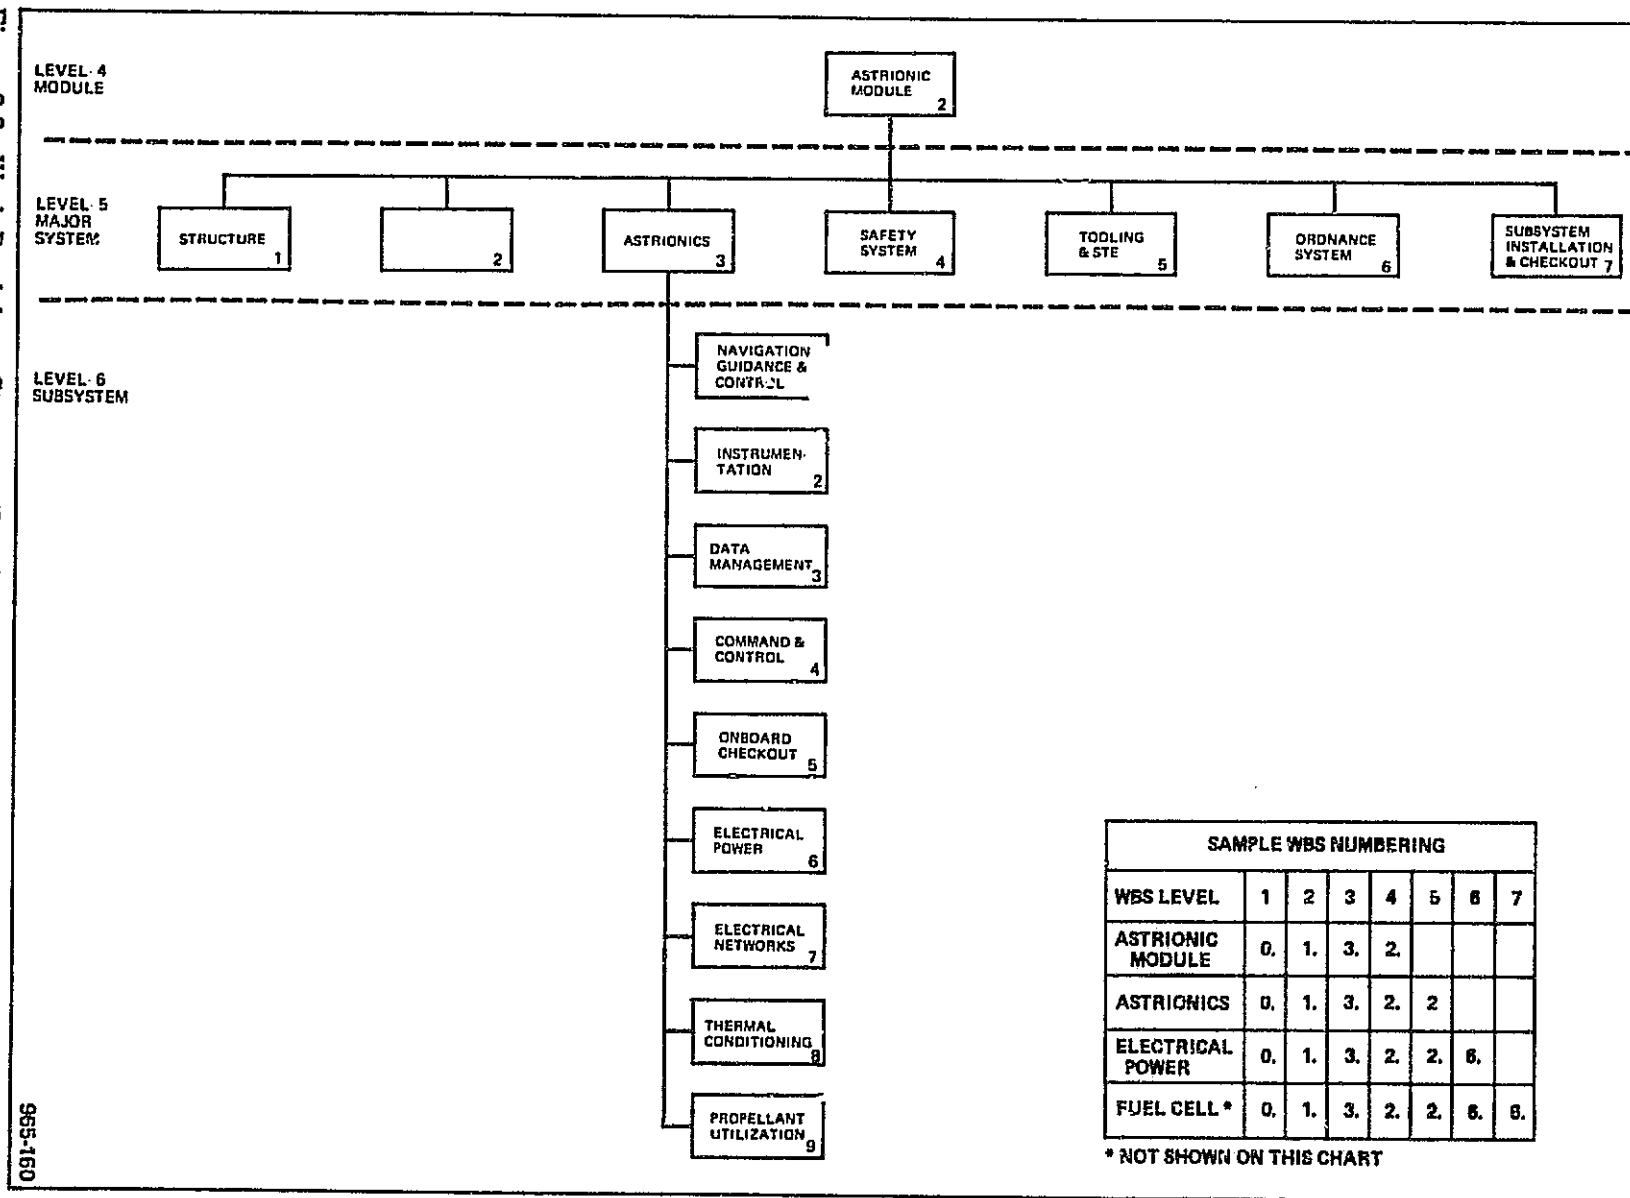 LEVEL 4
MODULE
ASTRIONIC
MODULE
2
LEVEL 5
MAJOR
SYSTEM
STRUCTURE
1
2
ASTRIONICS
3
SAFETY
SYSTEM
4
TOOLING
& STE
5
ORDNANCE
SYSTEM
6
SUBSYSTEM
INSTALLATION
& CHECKOUT 7
LEVEL 6
SUBSYSTEM
NAVIGATION
GUIDANCE &
CONTROL
INSTRUMEN-
TATION
2
DATA
MANAGEMENT
3
COMMAND &
CONTROL
4
ONBOARD
CHECKOUT
5
ELECTRICAL
POWER
6
ELECTRICAL
NETWORKS
7
THERMAL
CONDITIONING
8
PROPELLANT
UTILIZATION
9
SAMPLE WBS NUMBERING
WBS LEVEL 1 2 3 4 5 6 7
ASTRIONIC
MODULE 0. 1. 3. 2.
ASTRIONICS 0. 1. 3. 2. 2
ELECTRICAL
POWER 0. 1. 3. 2. 2. 6.
FUEL CELL * 0. 1. 3. 2. 2. 6. 6.
* NOT SHOWN ON THIS CHART
965-160